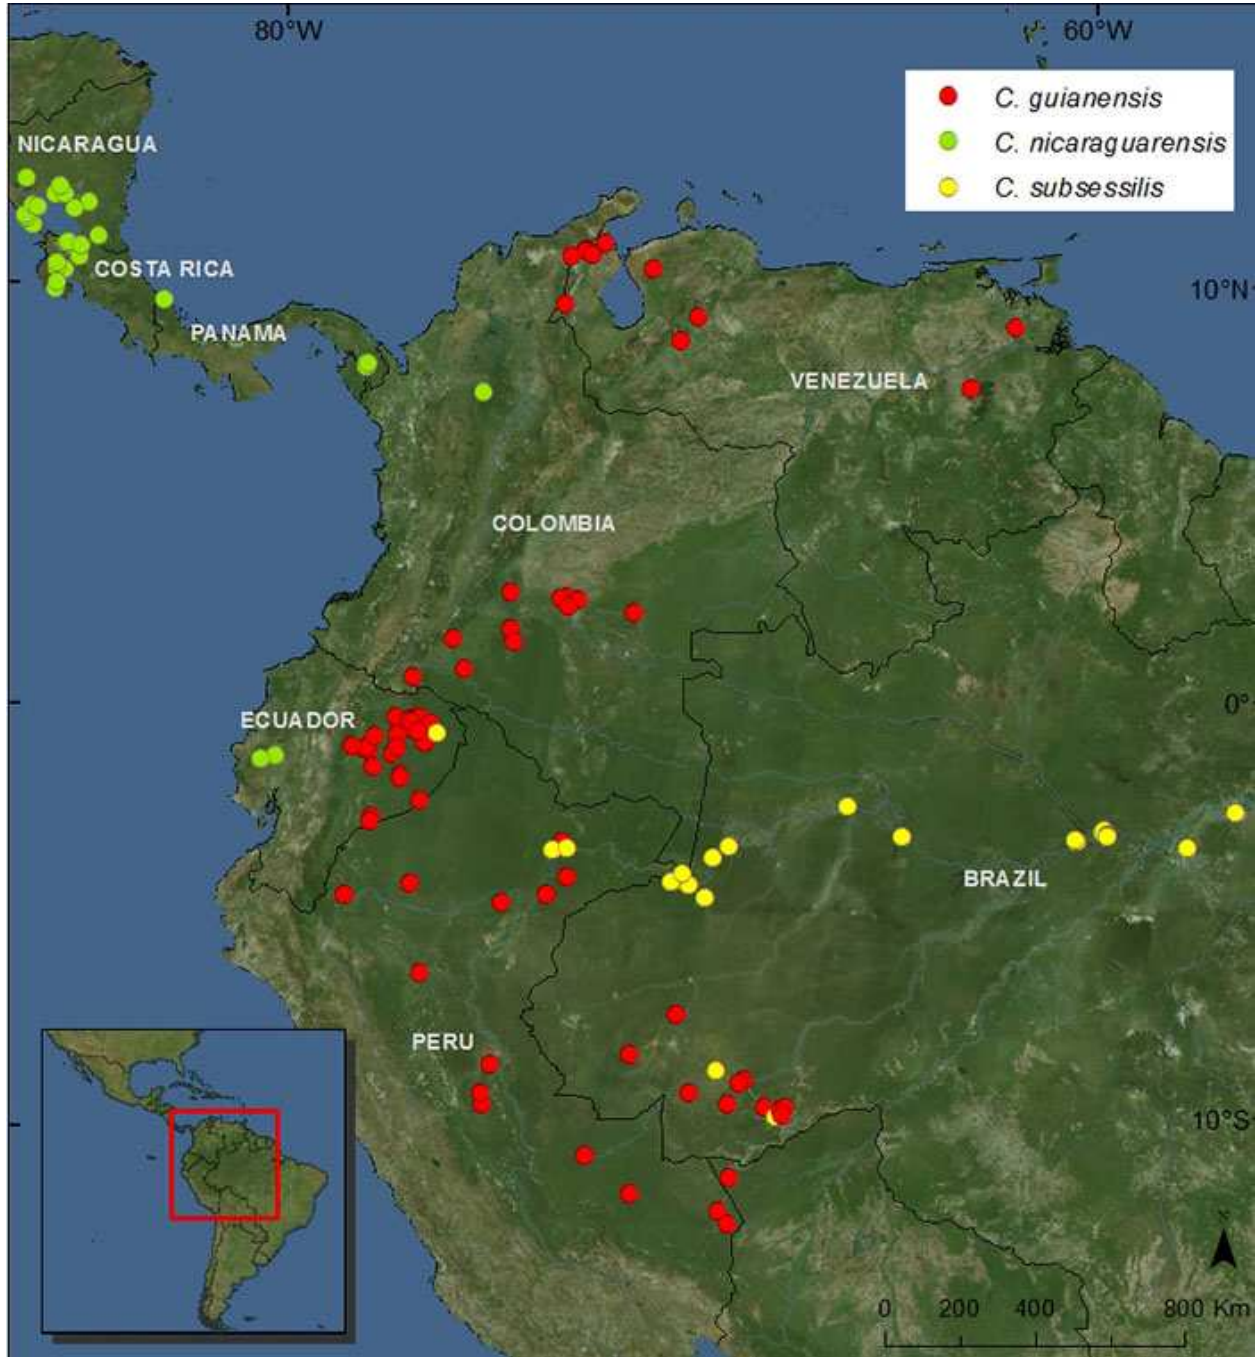 80°W
60°W
C. guianensis
C. nicaraguarensis
C. subsessilis
NICARAGUA
COSTA RICA
PANAMA
10°N
VENEZUELA
COLOMBIA
ECUADOR
0°
BRAZIL
PERU
10°S
0 200 400 800 Km